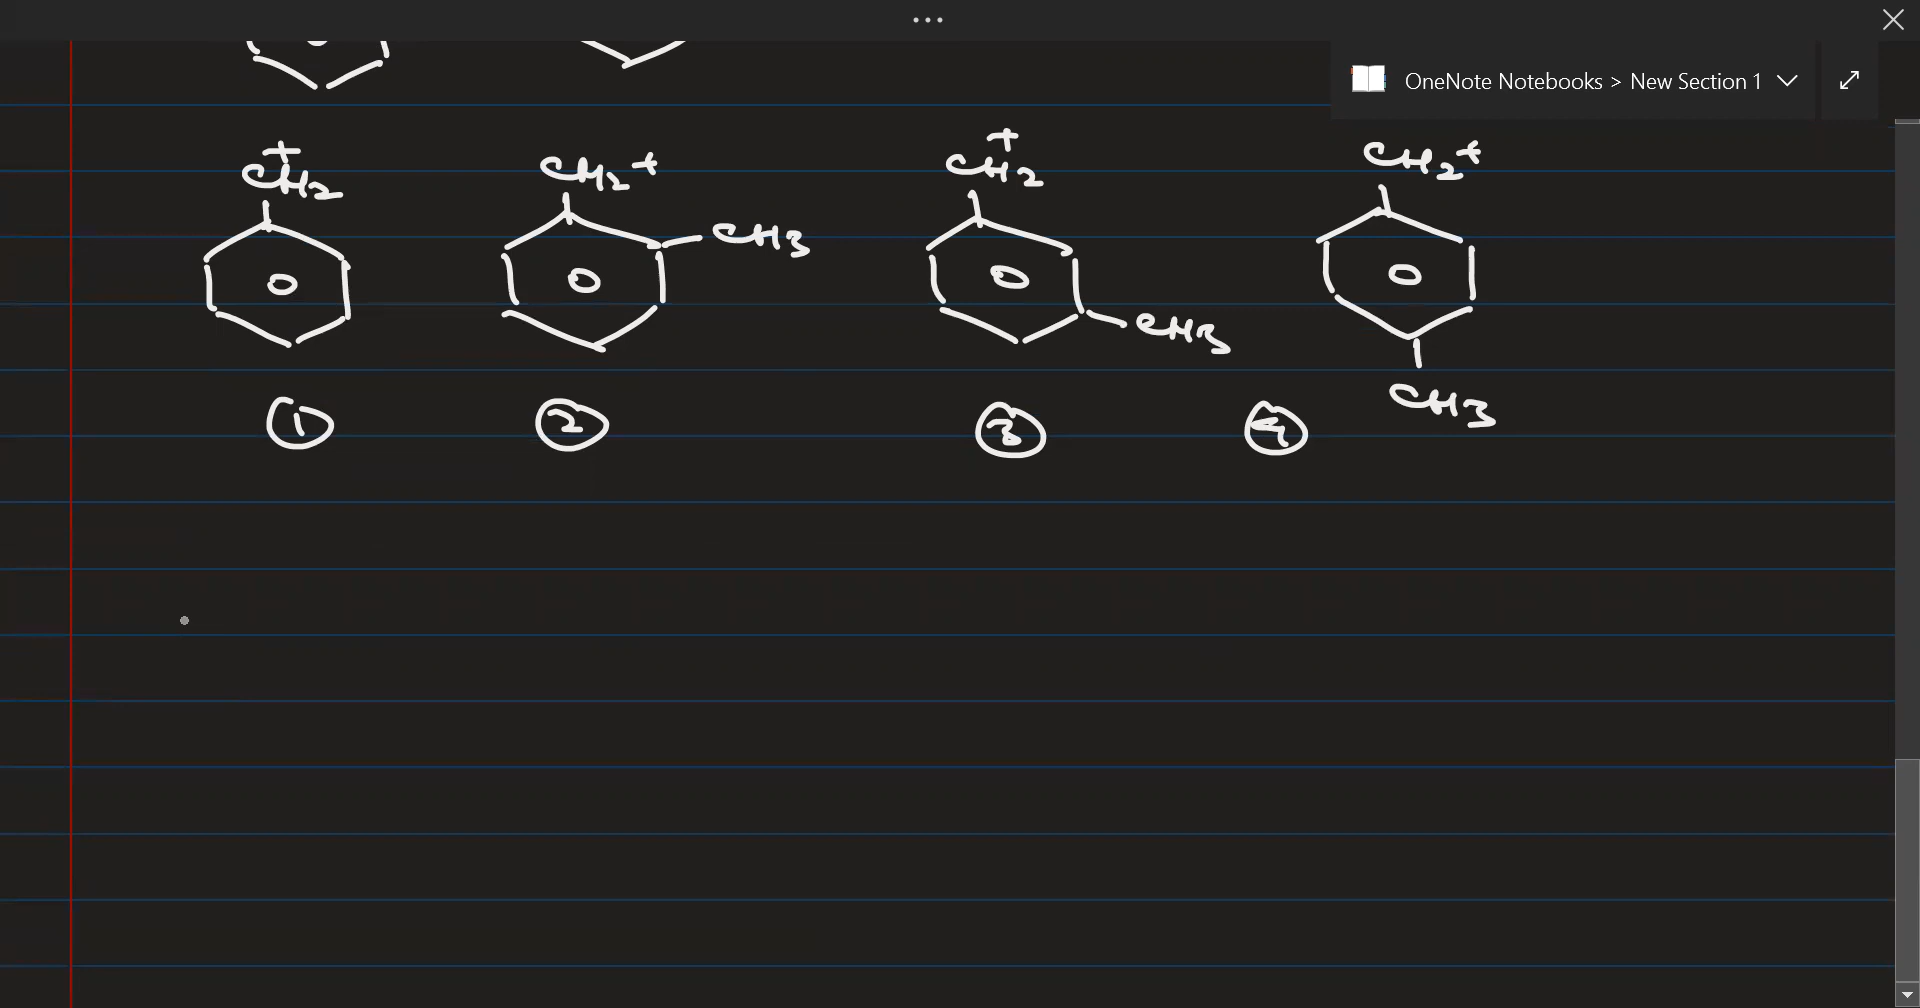 OneNote Notebooks > New Section 1
+
CH2 CH2+ CH2+ CH2+
CH3
CH3
CH3
1 2 3 4